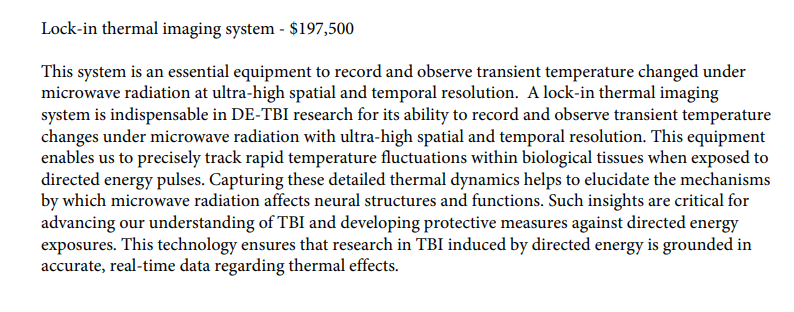 Lock-in thermal imaging system - $197,500
This system is an essential equipment to record and observe transient temperature changed under
microwave radiation at ultra-high spatial and temporal resolution.  A lock-in thermal imaging
system is indispensable in DE-TBI research for its ability to record and observe transient temperature
changes under microwave radiation with ultra-high spatial and temporal resolution. This equipment
enables us to precisely track rapid temperature fluctuations within biological tissues when exposed to
directed energy pulses. Capturing these detailed thermal dynamics helps to elucidate the mechanisms
by which microwave radiation affects neural structures and functions. Such insights are critical for
advancing our understanding of TBI and developing protective measures against directed energy
exposures. This technology ensures that research in TBI induced by directed energy is grounded in
accurate, real-time data regarding thermal effects.